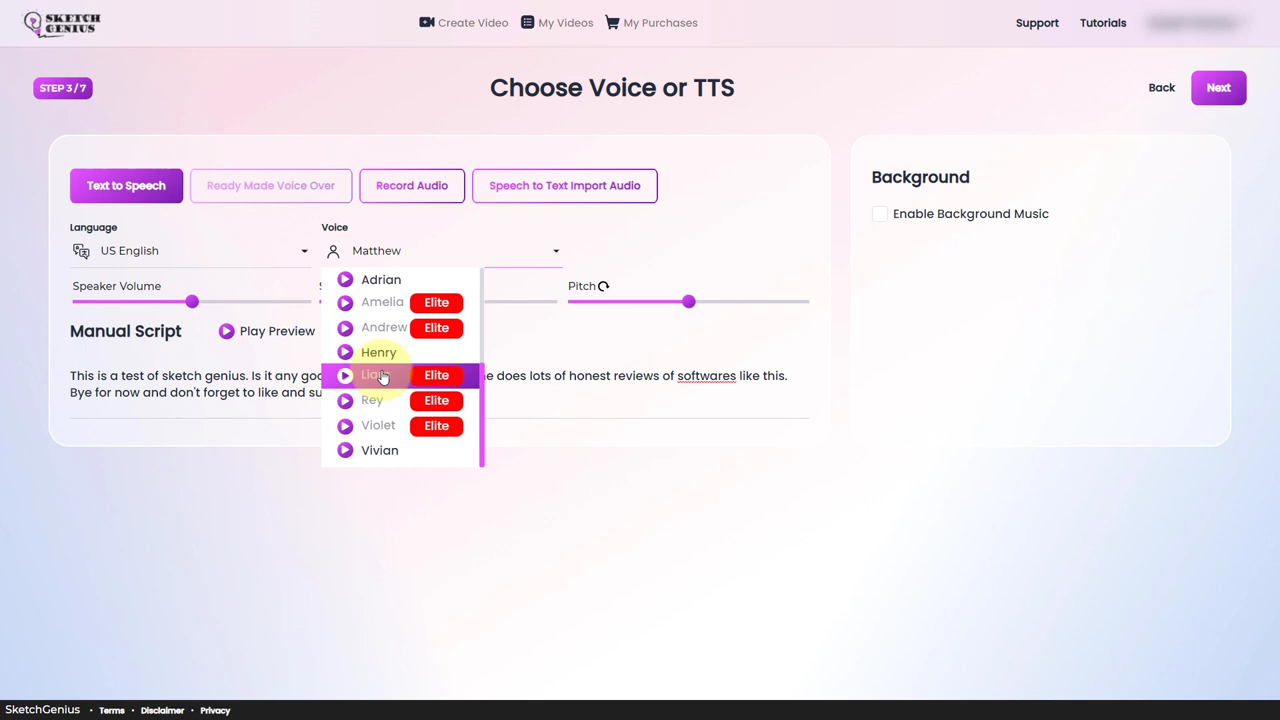 SKETCH GENIUS
Create Video
My Videos
My Purchases
Support
Tutorials
STEP 3 / 7
Choose Voice or TTS
Back
Next
Text to Speech
Ready Made Voice Over
Record Audio
Speech to Text Import Audio
Background
Enable Background Music
Language
Voice
US English
Matthew
Speaker Volume
Pitch
Adrian
Amelia Elite
Andrew Elite
Henry
Elite
Rey Elite
Violet Elite
Vivian
Manual Script
Play Preview
This is a test of sketch genius. Is it any does lots of honest reviews of softwares like this.
Bye for now and don't forget to like and
SketchGenius
Terms
Disclaimer
Privacy